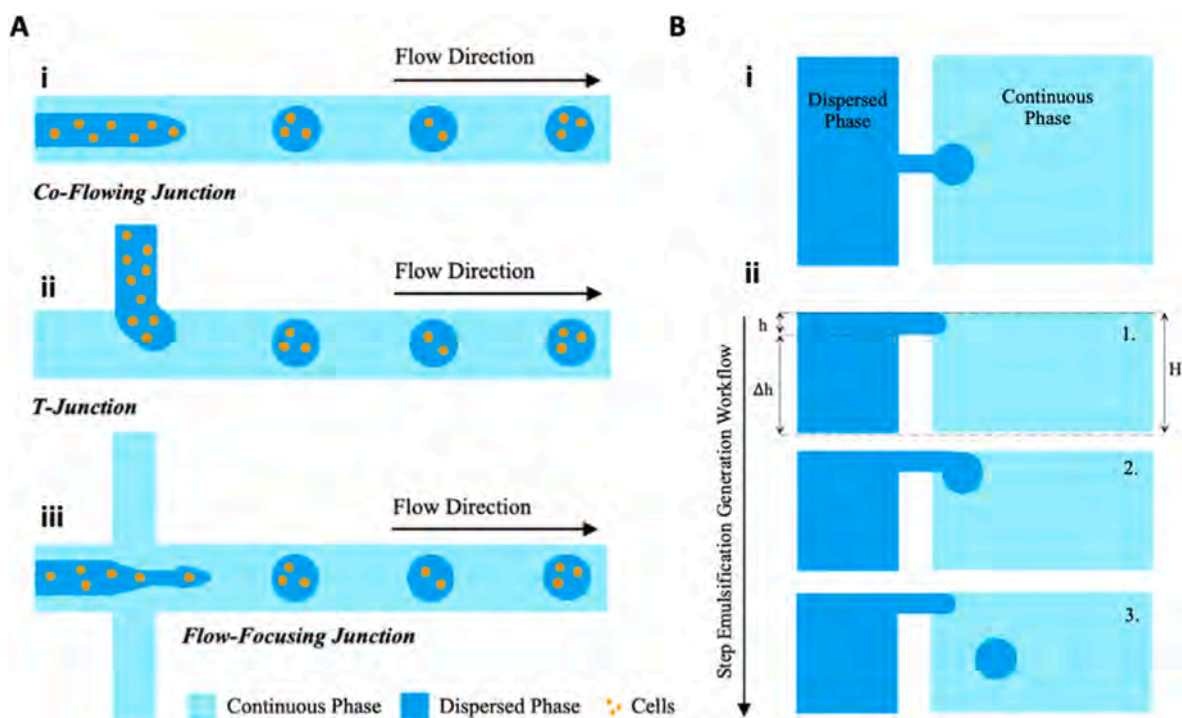 A
i
Flow Direction
Co-Flowing Junction
ii
Flow Direction
T-Junction
iii
Flow Direction
Flow-Focusing Junction
Continuous Phase
Dispersed Phase
Cells
B
i
Dispersed
Phase
Continuous
Phase
ii
Step Emulsification Generation Workflow
h
Δh
H
1.
2.
3.